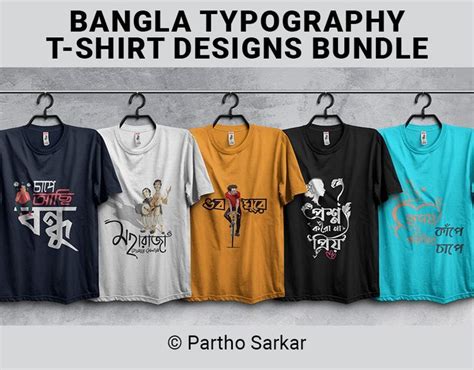 BANGLA TYPOGRAPHY
T-SHIRT DESIGNS BUNDLE
চাপে
আছি
বন্ধু
মহারাজা
ভবঘুরে
প্রশ্ন
করো না
প্রিয়
কাঁপে
চাপে
© Partho Sarkar